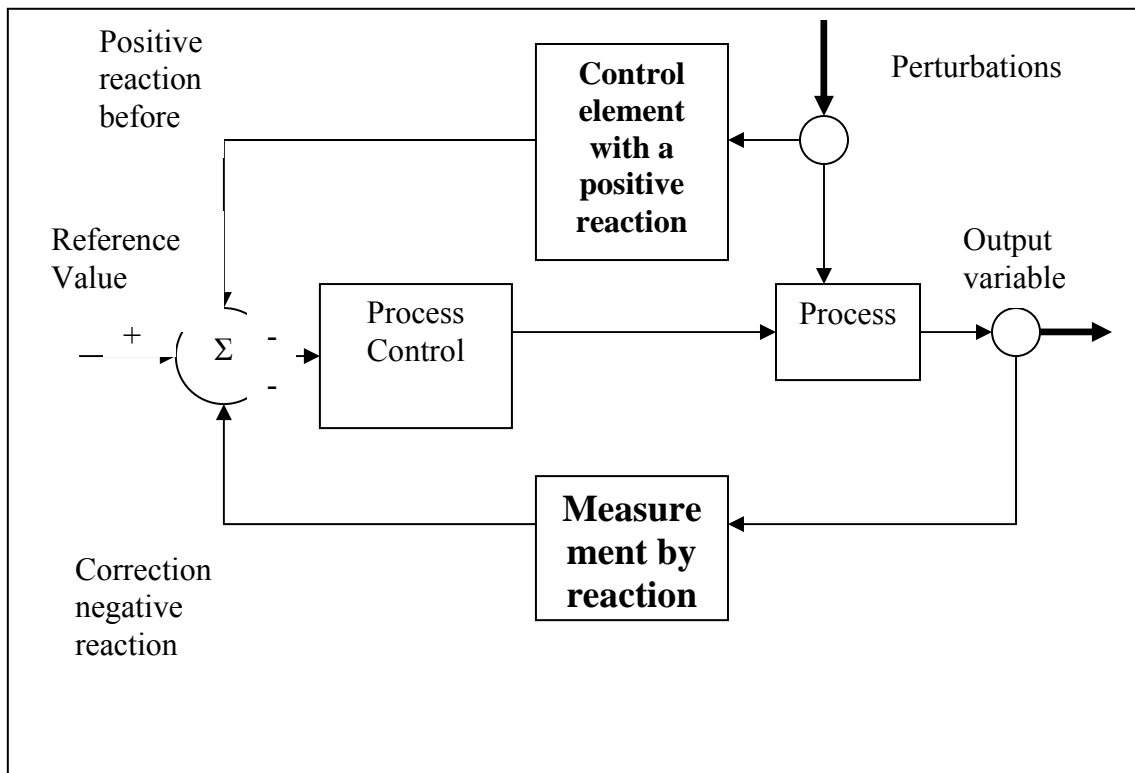 Positive
reaction
before
Control
element
with a
positive
reaction
Perturbations
Reference
Value
+
Σ
-
-
Process
Control
Process
Output
variable
Measure
ment by
reaction
Correction
negative
reaction